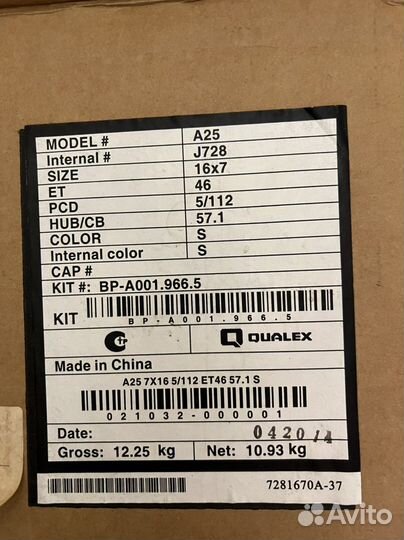 MODEL # A25
Internal # J728
SIZE 16x7
ET 46
PCD 5/112
HUB/CB 57.1
COLOR S
Internal color S
CAP #
KIT #: BP-A001.966.5
KIT BP-A001.966.5
QUALEX
Made in China
A25 7X16 5/112 ET46 57.1 S
021032-000001
Date: 042014
Gross: 12.25 kg Net: 10.93 kg
7281670A-37
Avito